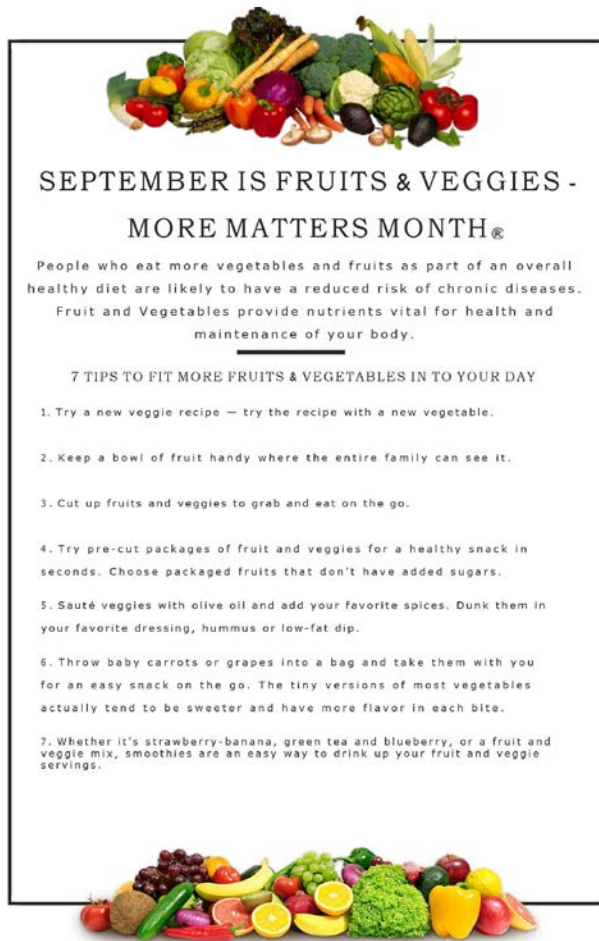 SEPTEMBER IS FRUITS & VEGGIES -
MORE MATTERS MONTH®
People who eat more vegetables and fruits as part of an overall
healthy diet are likely to have a reduced risk of chronic diseases.
Fruit and Vegetables provide nutrients vital for health and
maintenance of your body.
7 TIPS TO FIT MORE FRUITS & VEGETABLES IN TO YOUR DAY
1. Try a new veggie recipe — try the recipe with a new vegetable.
2. Keep a bowl of fruit handy where the entire family can see it.
3. Cut up fruits and veggies to grab and eat on the go.
4. Try pre-cut packages of fruit and veggies for a healthy snack in
seconds. Choose packaged fruits that don't have added sugars.
5. Sauté veggies with olive oil and add your favorite spices. Dunk them in
your favorite dressing, hummus or low-fat dip.
6. Throw baby carrots or grapes into a bag and take them with you
for an easy snack on the go. The tiny versions of most vegetables
actually tend to be sweeter and have more flavor in each bite.
7. Whether it's strawberry-banana, green tea and blueberry, or a fruit and
veggie mix, smoothies are an easy way to drink up your fruit and veggie
servings.